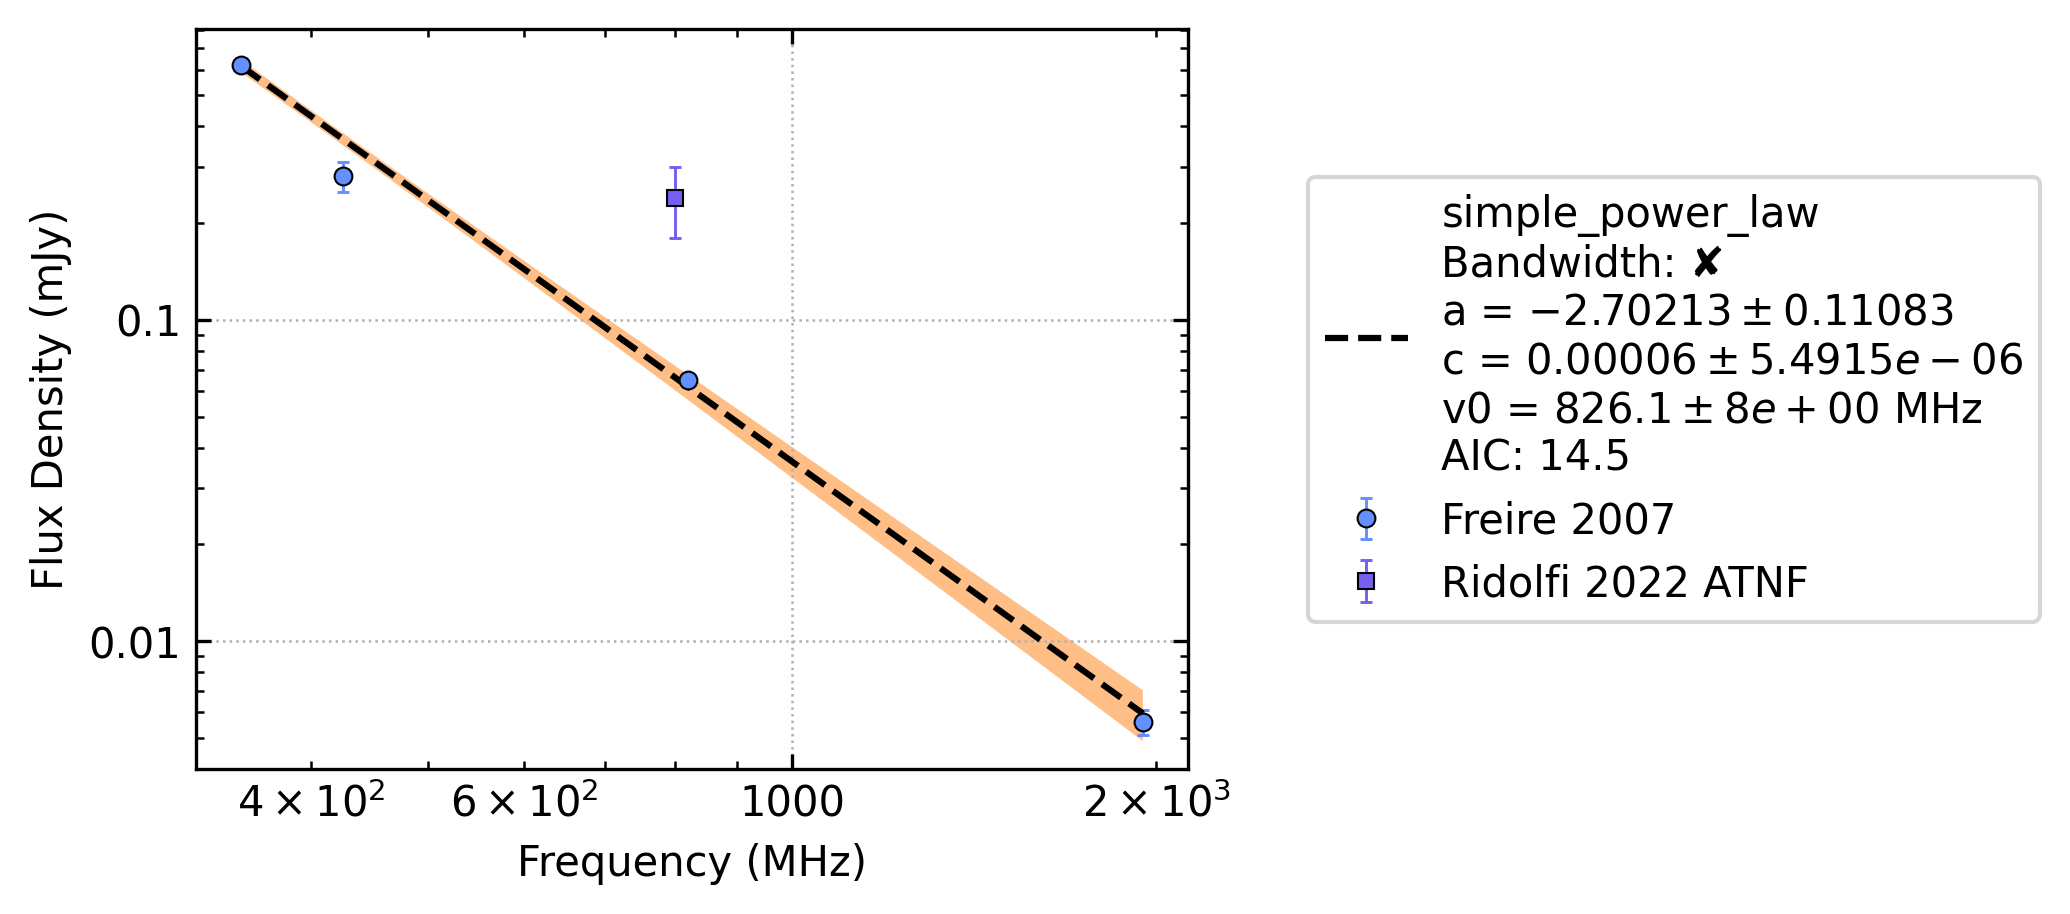 Flux Density (mJy)
0.1
0.01
4 × 10²
6 × 10²
1000
2 × 10³
Frequency (MHz)
simple_power_law
Bandwidth: ✘
a = −2.70213 ± 0.11083
c = 0.00006 ± 5.4915e − 06
v0 = 826.1 ± 8e + 00 MHz
AIC: 14.5
Freire 2007
Ridolfi 2022 ATNF